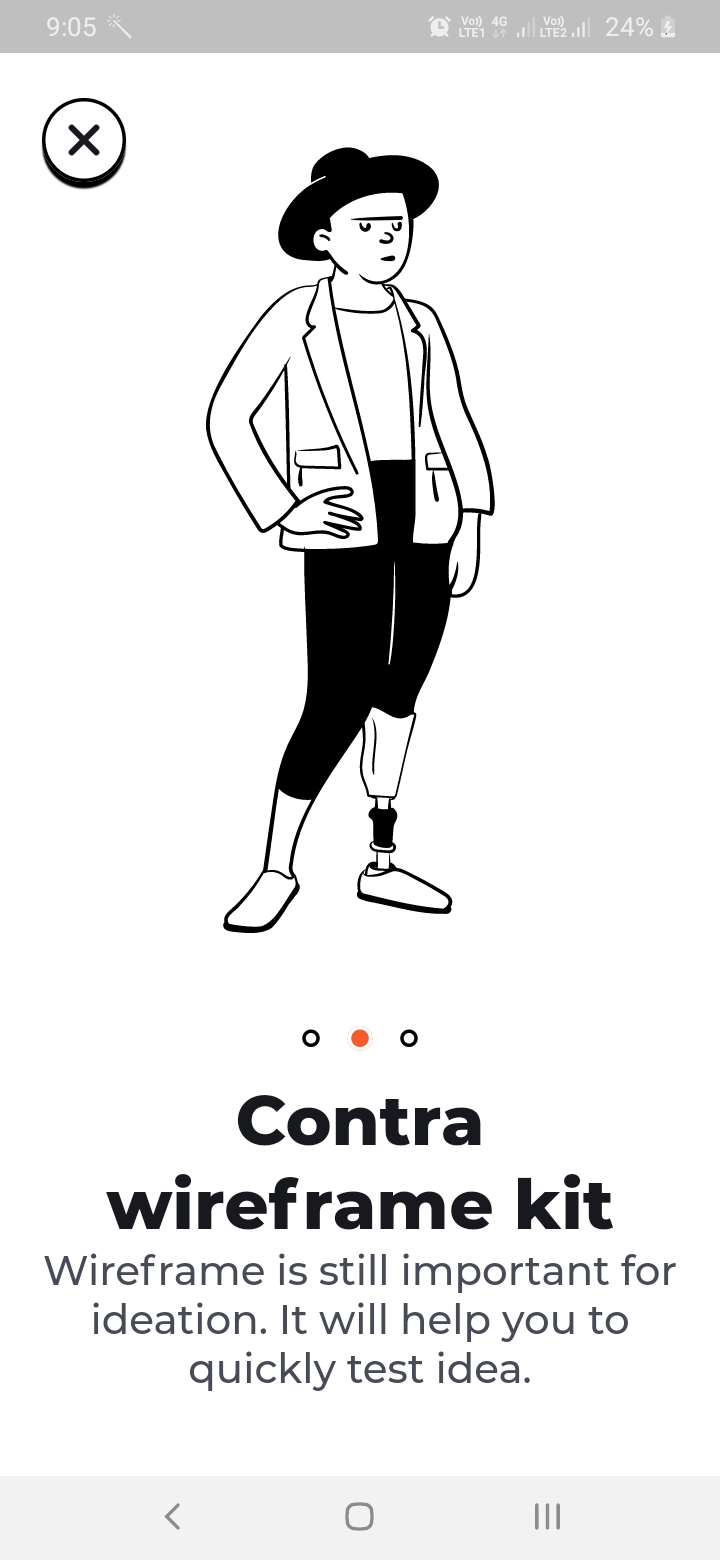 9:05 Vo)) LTE1 4G Vo)) LTE2 24%
Contra
wireframe kit
Wireframe is still important for
ideation. It will help you to
quickly test idea.